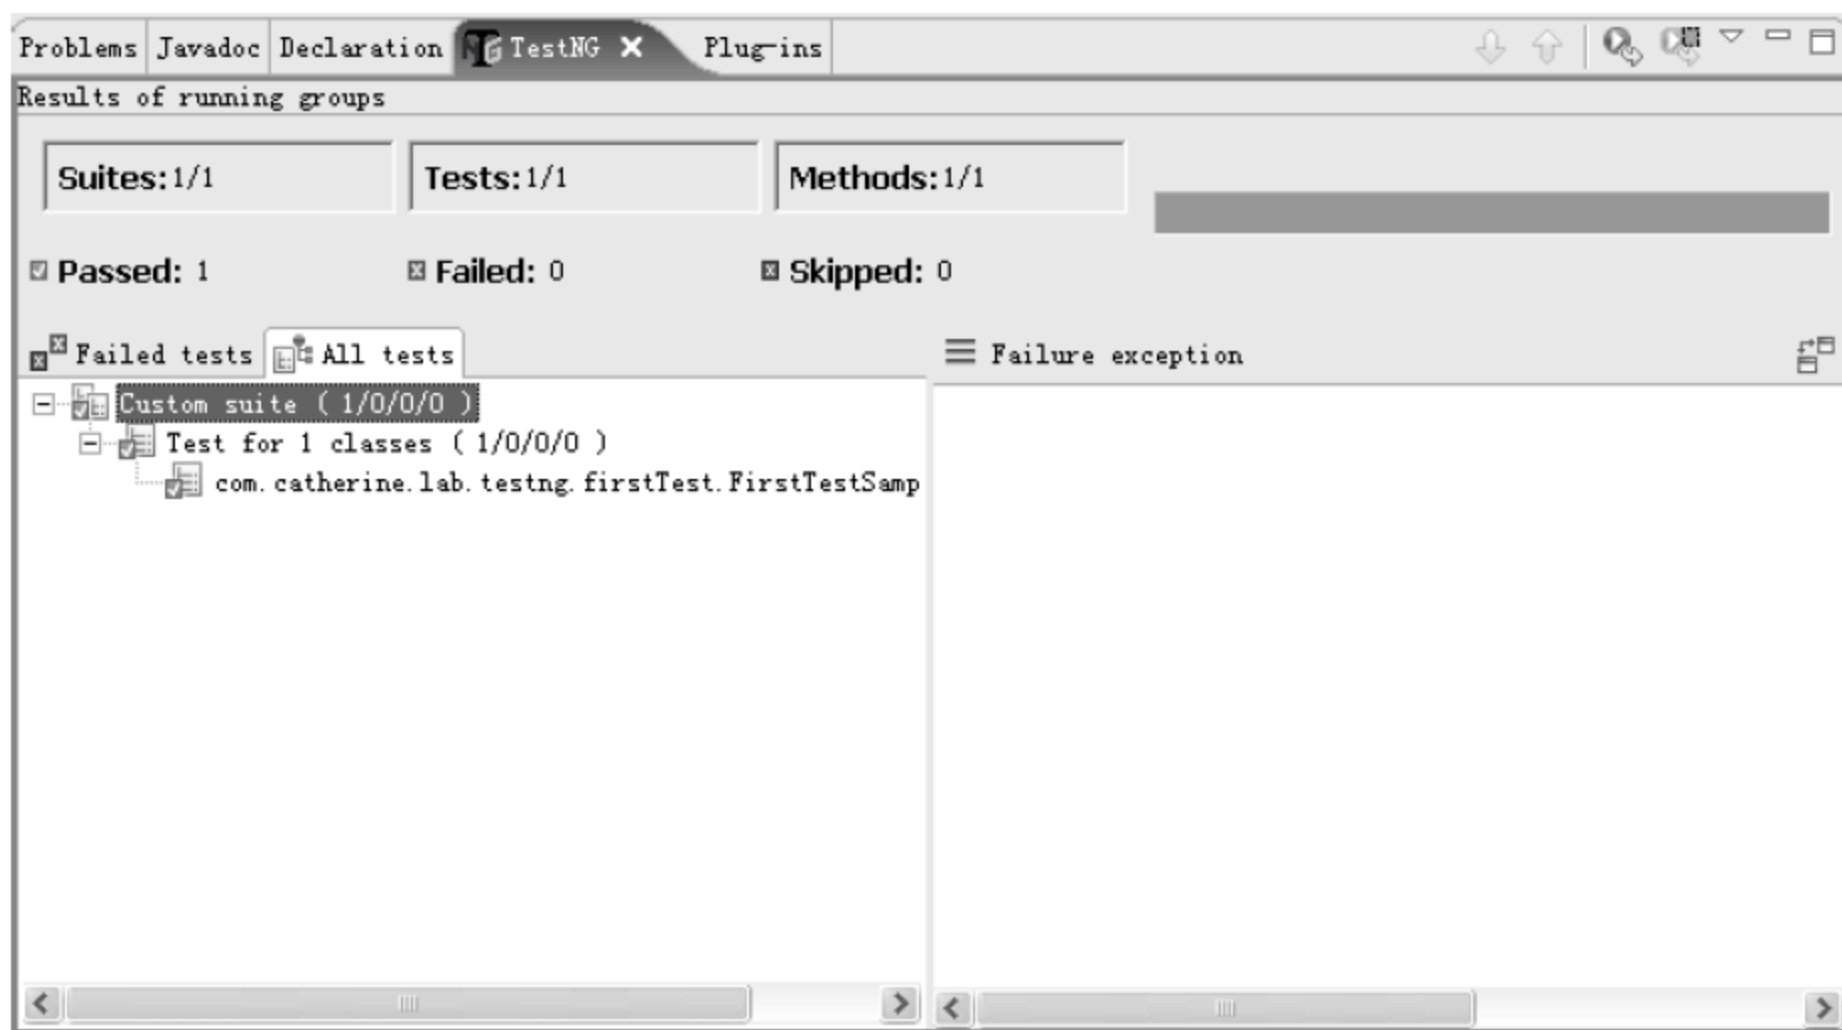 Problems Javadoc Declaration TestNG Plug-ins
Results of running groups
Suites: 1/1 Tests: 1/1 Methods: 1/1
Passed: 1 Failed: 0 Skipped: 0
Failed tests All tests Failure exception
Custom suite ( 1/0/0/0 )
Test for 1 classes ( 1/0/0/0 )
com.catherine.lab.testng.firstTest.FirstTestSamp